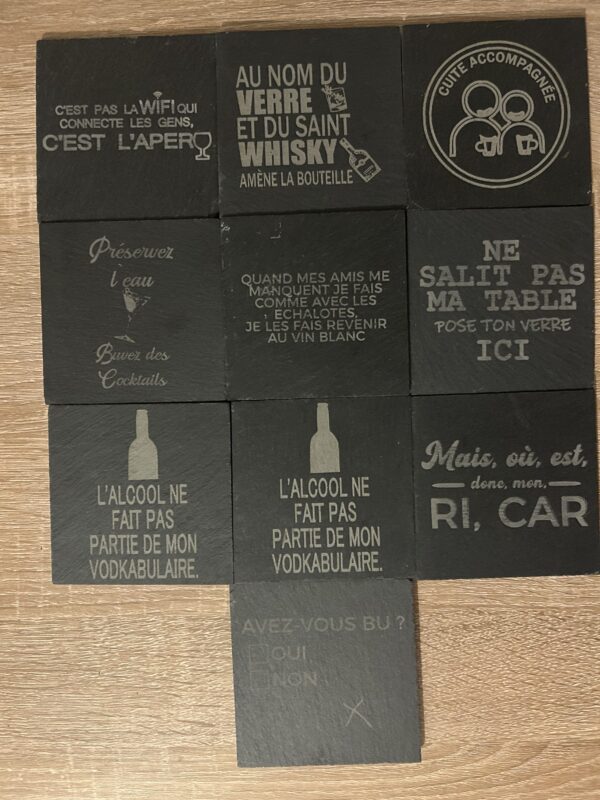 C'EST PAS LA WiFi QUI
CONNECTE LES GENS,
C'EST L'APERO
AU NOM DU
VERRE
ET DU SAINT
WHISKY
AMÈNE LA BOUTEILLE
CUITE ACCOMPAGNÉE
Préservez
l'eau
Buvez des
Cocktails
QUAND MES AMIS ME
MANQUENT JE FAIS
COMME AVEC LES
ÉCHALOTES,
JE LES FAIS REVENIR
AU VIN BLANC
NE
SALIT PAS
MA TABLE
POSE TON VERRE
ICI
L'ALCOOL NE
FAIT PAS
PARTIE DE MON
VODKABULAIRE.
L'ALCOOL NE
FAIT PAS
PARTIE DE MON
VODKABULAIRE.
Mais, où, est,
donc, mon,
RI, CAR
AVEZ-VOUS BU ?
OUI
NON